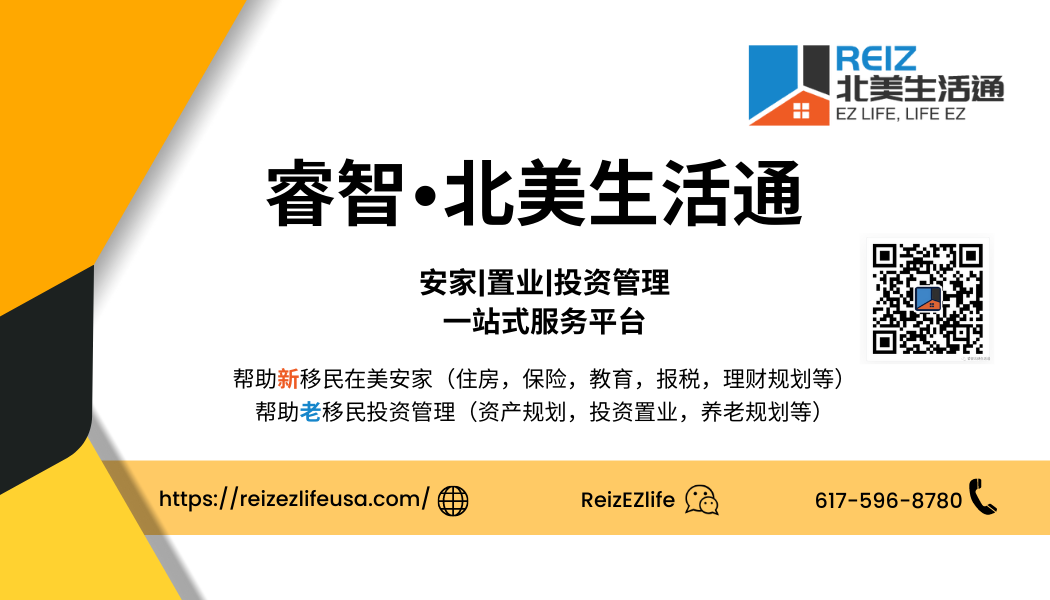 REIZ
北美生活通
EZ LIFE, LIFE EZ
睿智·北美生活通
安家|置业|投资管理
一站式服务平台
帮助新移民在美安家（住房，保险，教育，报税，理财规划等）
帮助老移民投资管理（资产规划，投资置业，养老规划等）
https://reizezlifeusa.com/
ReizEZlife
617-596-8780